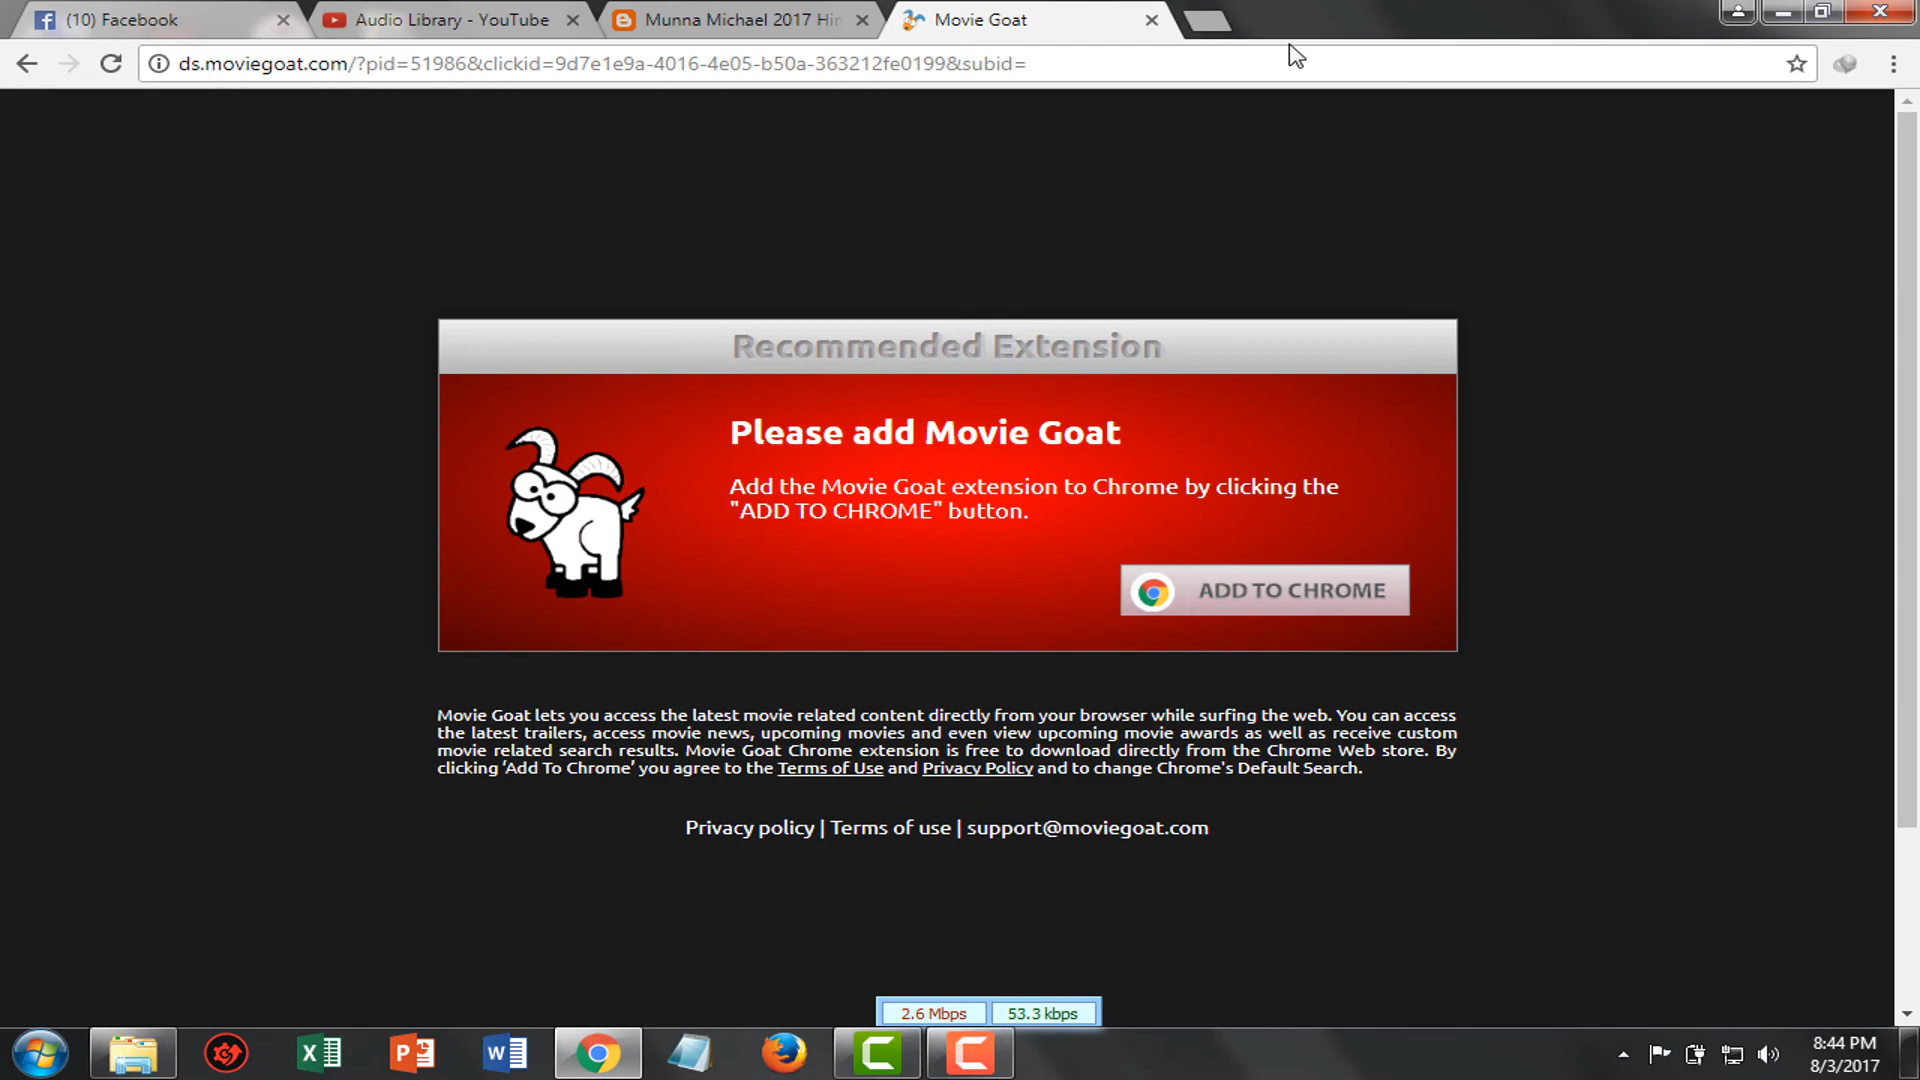 (10) Facebook
Audio Library - YouTube
Munna Michael 2017 Hin
Movie Goat
ds.moviegoat.com/?pid=51986&clickid=9d7e1e9a-4016-4e05-b50a-363212fe0199&subid=
Recommended Extension
Please add Movie Goat
Add the Movie Goat extension to Chrome by clicking the
"ADD TO CHROME" button.
ADD TO CHROME
Movie Goat lets you access the latest movie related content directly from your browser while surfing the web. You can access
the latest trailers, access movie news, upcoming movies and even view upcoming movie awards as well as receive custom
movie related search results. Movie Goat Chrome extension is free to download directly from the Chrome Web store. By
clicking 'Add To Chrome' you agree to the Terms of Use and Privacy Policy and to change Chrome's Default Search.
Privacy policy | Terms of use | support@moviegoat.com
2.6 Mbps
53.3 kbps
8:44 PM
8/3/2017